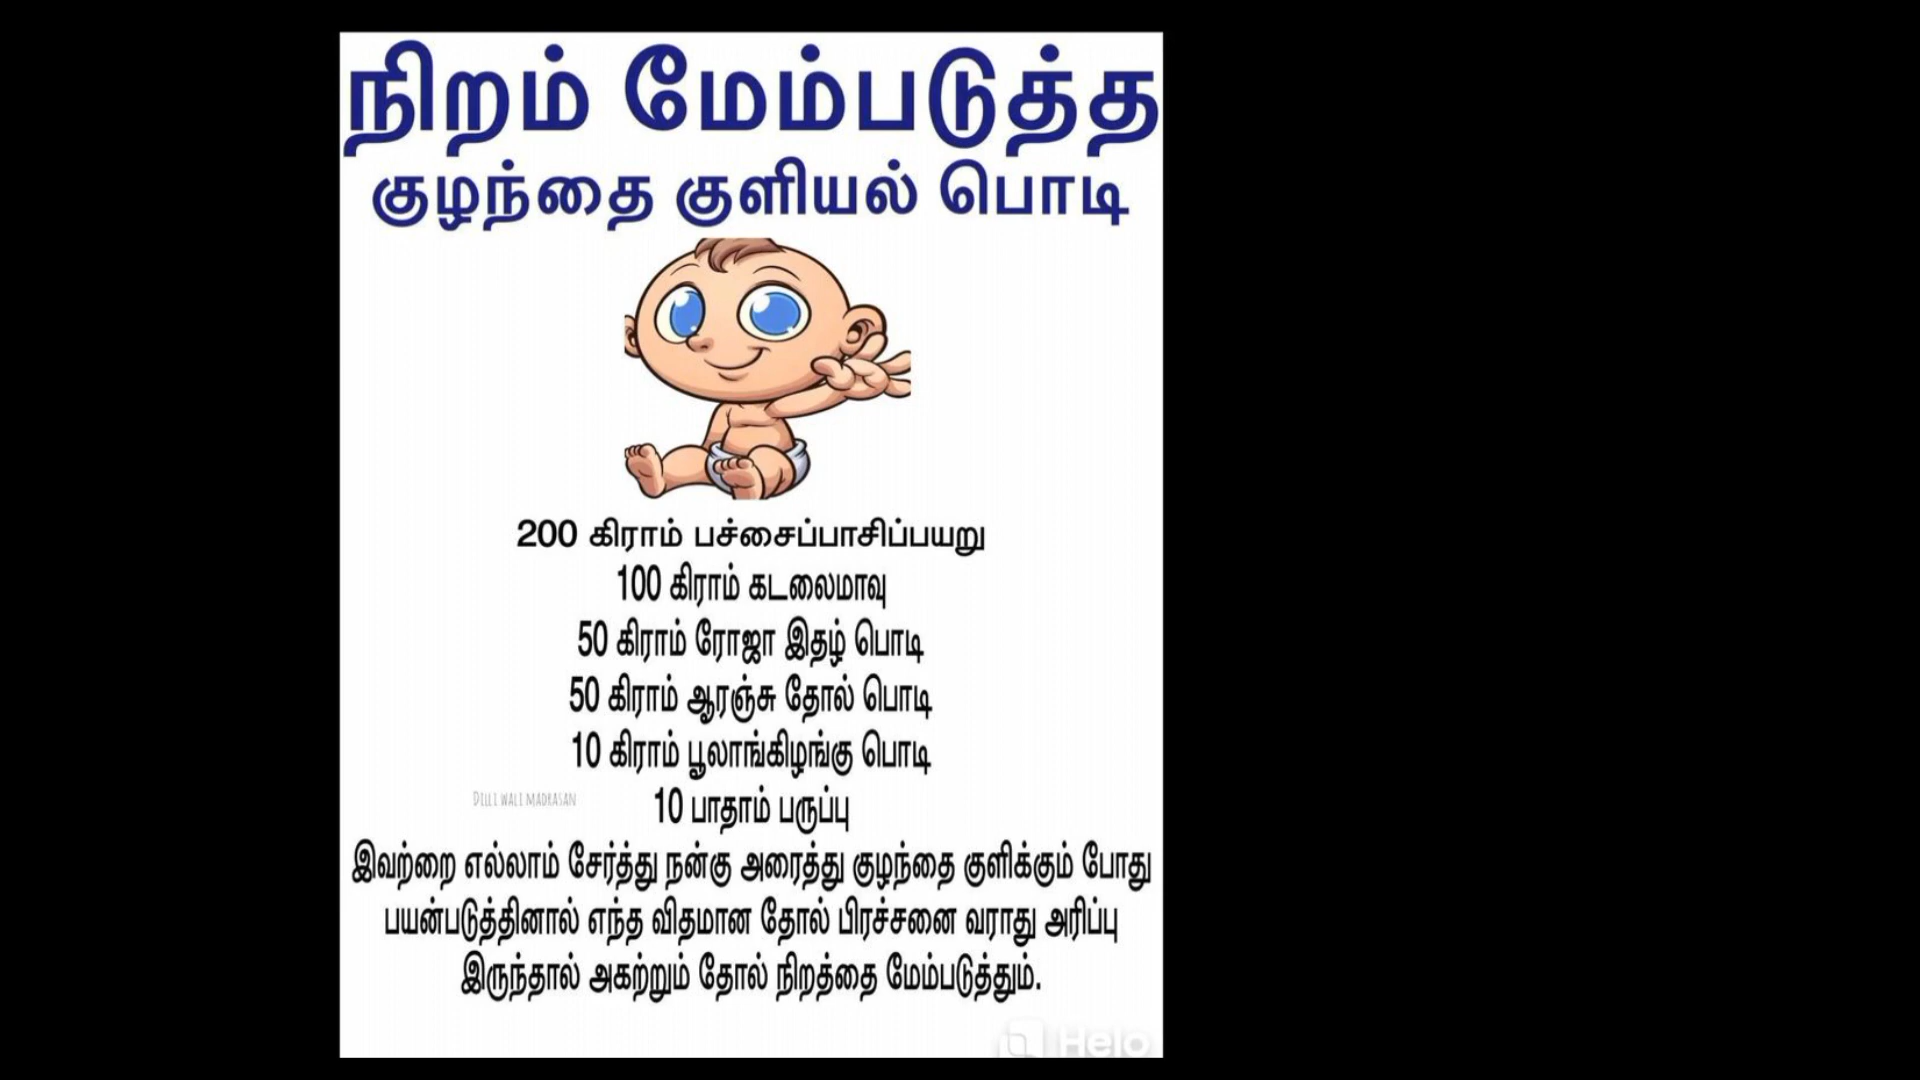 நிறம் மேம்படுத்த
குழந்தை குளியல் பொடி
200 கிராம் பச்சைப்பாசிப்பயறு
100 கிராம் கடலைமாவு
50 கிராம் ரோஜா இதழ் பொடி
50 கிராம் ஆரஞ்சு தோல் பொடி
10 கிராம் பூலாங்கிழங்கு பொடி
DILLI WALI MADRASAN
10 பாதாம் பருப்பு
இவற்றை எல்லாம் சேர்த்து நன்கு அரைத்து குழந்தை குளிக்கும் போது
பயன்படுத்தினால் எந்த விதமான தோல் பிரச்சனை வராது அரிப்பு
இருந்தால் அகற்றும் தோல் நிறத்தை மேம்படுத்தும்.
Helo